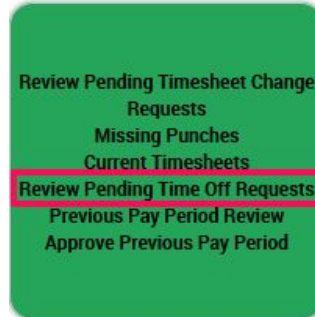 Review Pending Timesheet Change
Requests
Missing Punches
Current Timesheets
Review Pending Time Off Requests
Previous Pay Period Review
Approve Previous Pay Period